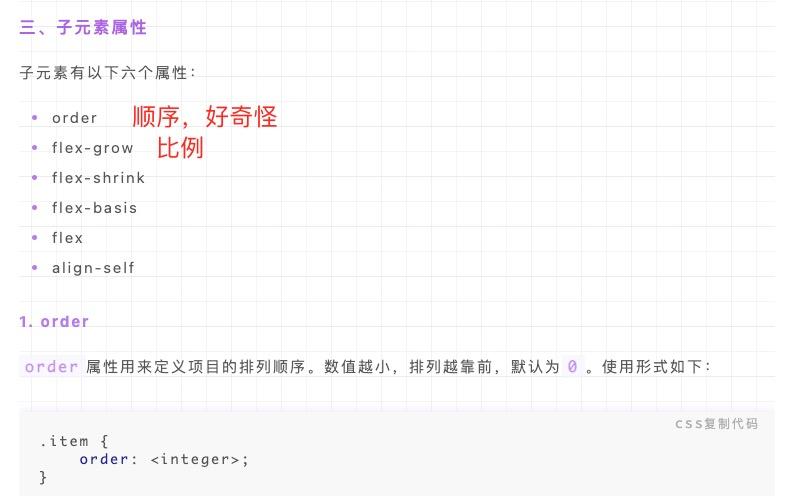 三、子元素属性
子元素有以下六个属性：
order 顺序，好奇怪
flex-grow 比例
flex-shrink
flex-basis
flex
align-self
1. order
order 属性用来定义项目的排列顺序。数值越小，排列越靠前，默认为 0 。使用形式如下：
CSS复制代码
.item {
    order: <integer>;
}